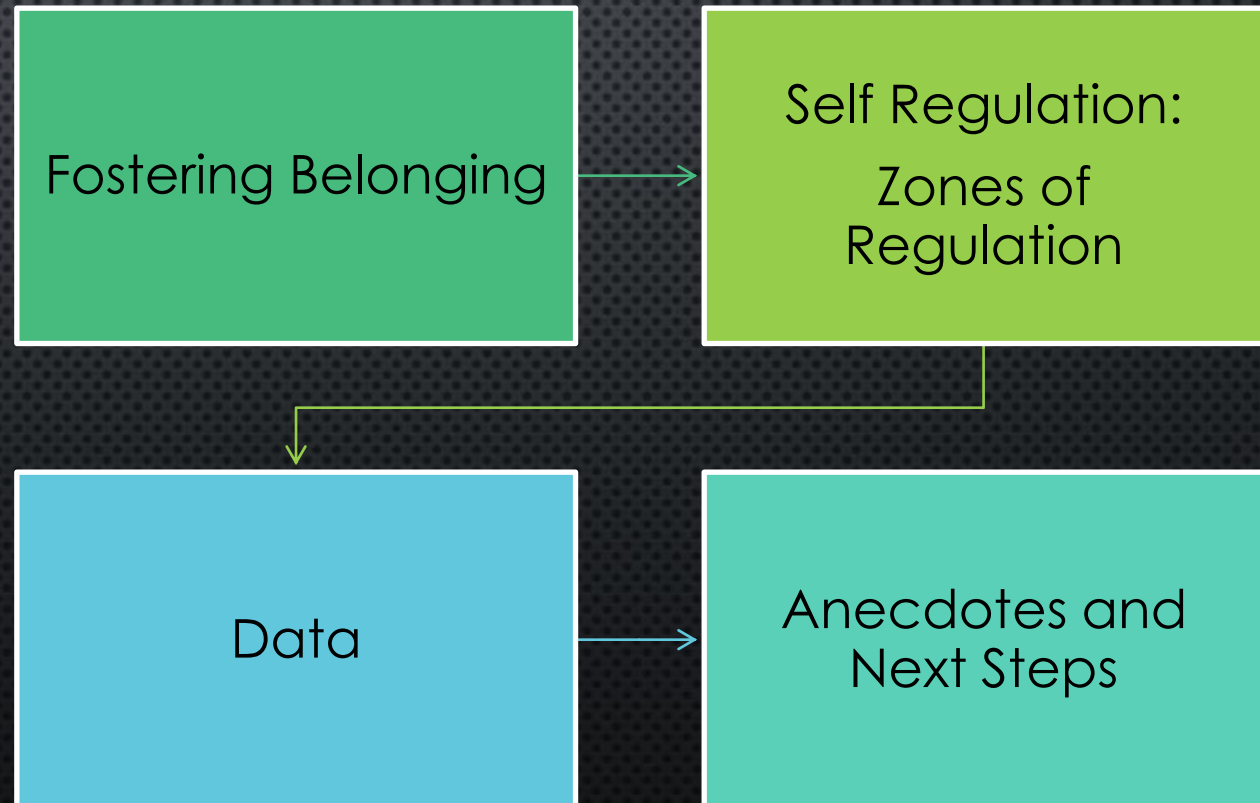 Fostering Belonging
Self Regulation:
Zones of
Regulation
Data
Anecdotes and
Next Steps